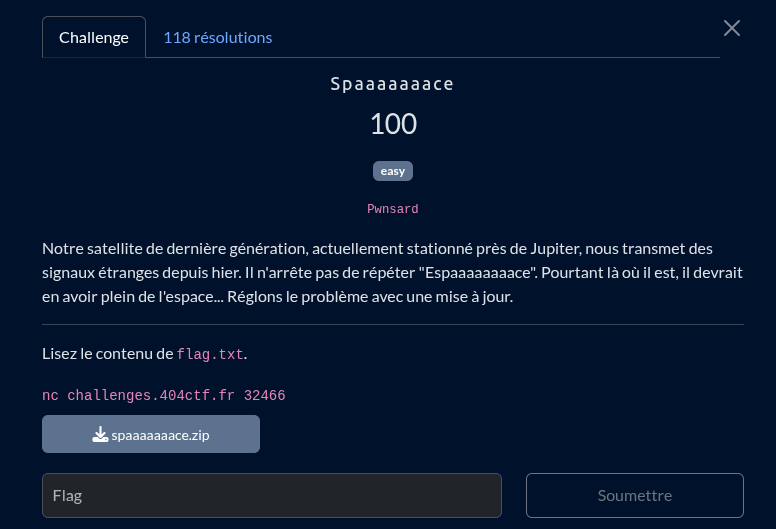 Challenge
118 résolutions
Spaaaaaaace
100
easy
Pwnsard
Notre satellite de dernière génération, actuellement stationné près de Jupiter, nous transmet des
signaux étranges depuis hier. Il n'arrête pas de répéter "Espaaaaaaaace". Pourtant là où il est, il devrait
en avoir plein de l'espace... Réglons le problème avec une mise à jour.
Lisez le contenu de flag.txt.
nc challenges.404ctf.fr 32466
spaaaaaaace.zip
Flag
Soumettre